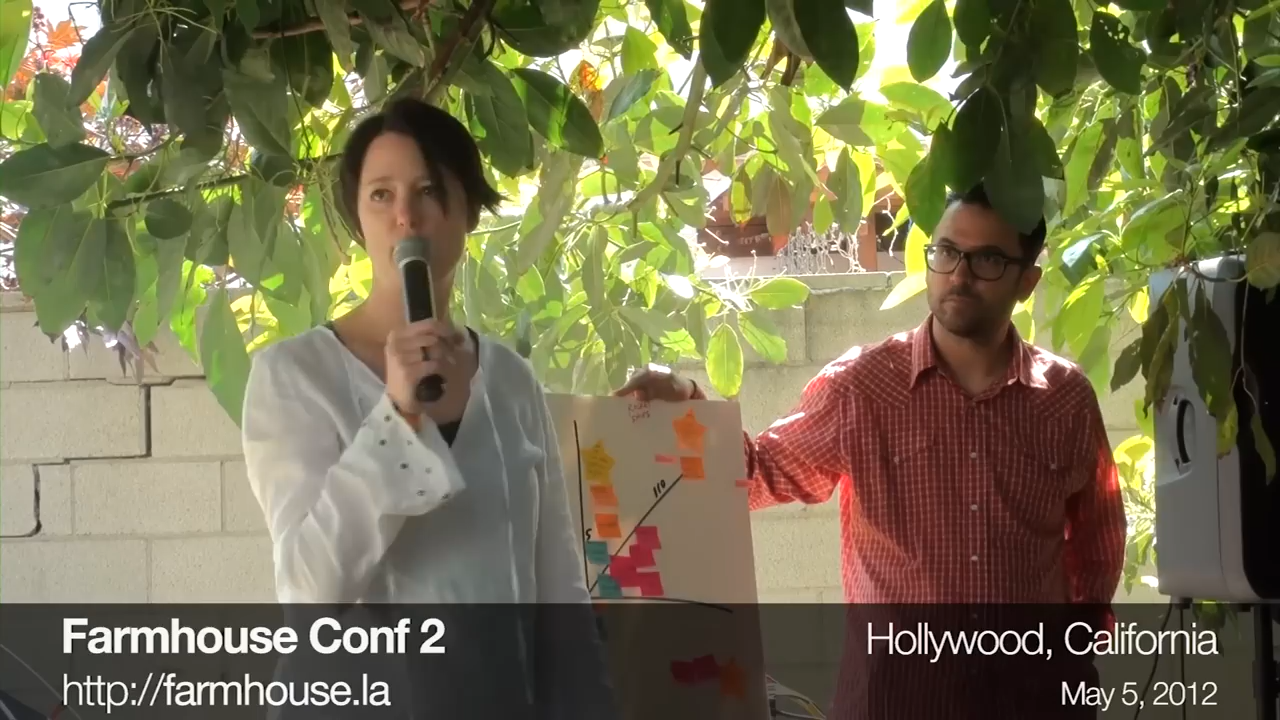 Farmhouse Conf 2
http://farmhouse.la
Hollywood, California
May 5, 2012
110